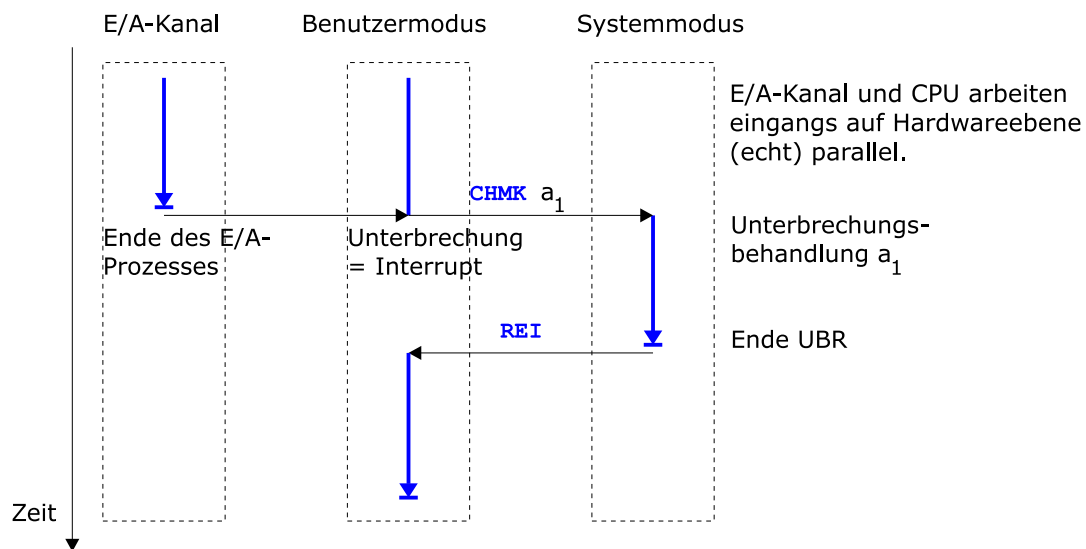 E/A-Kanal
Benutzermodus
Systemmodus
E/A-Kanal und CPU arbeiten
eingangs auf Hardwareebene
(echt) parallel.
CHMK a1
Ende des E/A-
Prozesses
Unterbrechung
= Interrupt
Unterbrechungs-
behandlung a1
REI
Ende UBR
Zeit